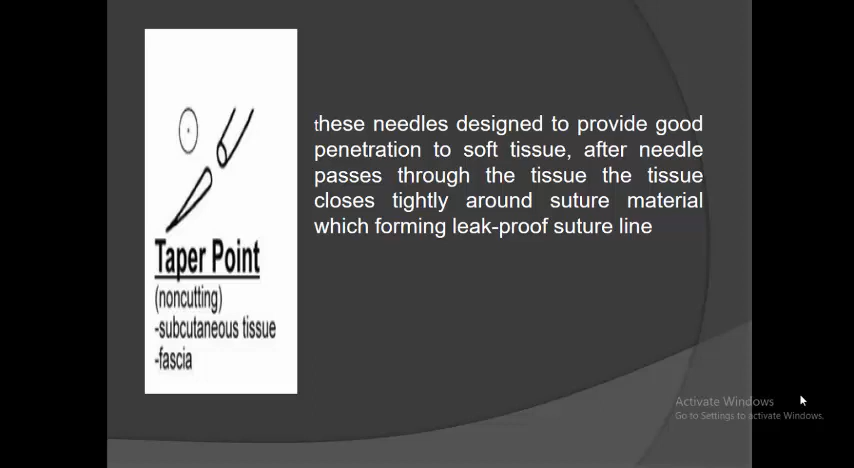 these needles designed to provide good
penetration to soft tissue, after needle
passes through the tissue the tissue
closes tightly around suture material
which forming leak-proof suture line
Taper Point
(noncutting)
-subcutaneous tissue
-fascia
Activate Windows
Go to Settings to activate Windows.